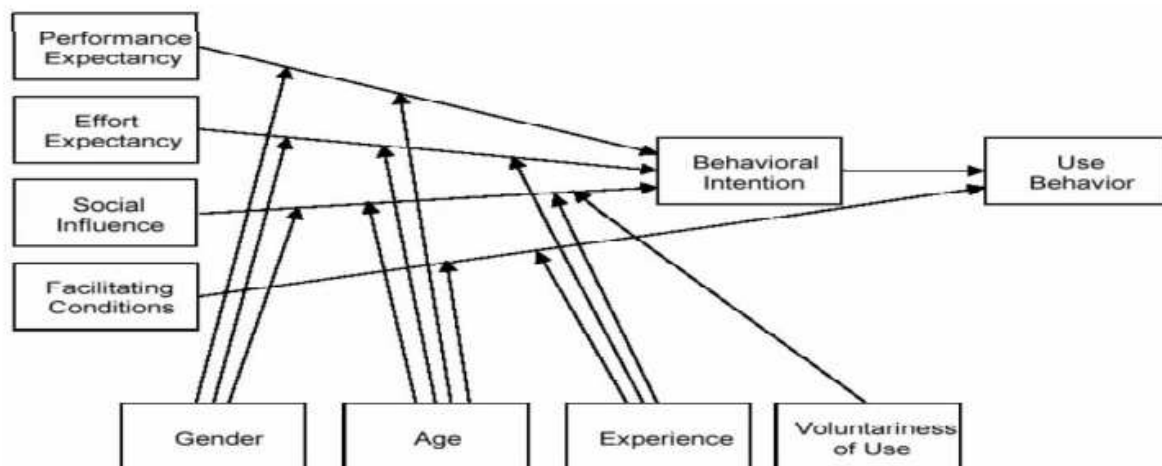 Performance
Expectancy
Effort
Expectancy
Social
Influence
Facilitating
Conditions
Behavioral
Intention
Use
Behavior
Gender
Age
Experience
Voluntariness
of Use